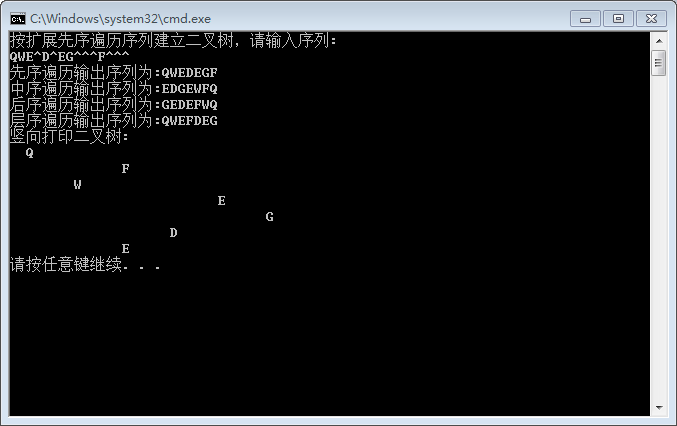 C:\Windows\system32\cmd.exe
按扩展先序遍历序列建立二叉树，请输入序列：
QWE^D^EG^^^F^^^
先序遍历输出序列为:QWEDEGF
中序遍历输出序列为:EDGEWFQ
后序遍历输出序列为:GEDEFWQ
层序遍历输出序列为:QWEFDEG
竖向打印二叉树：
Q
F
W
E
G
D
E
请按任意键继续. . .